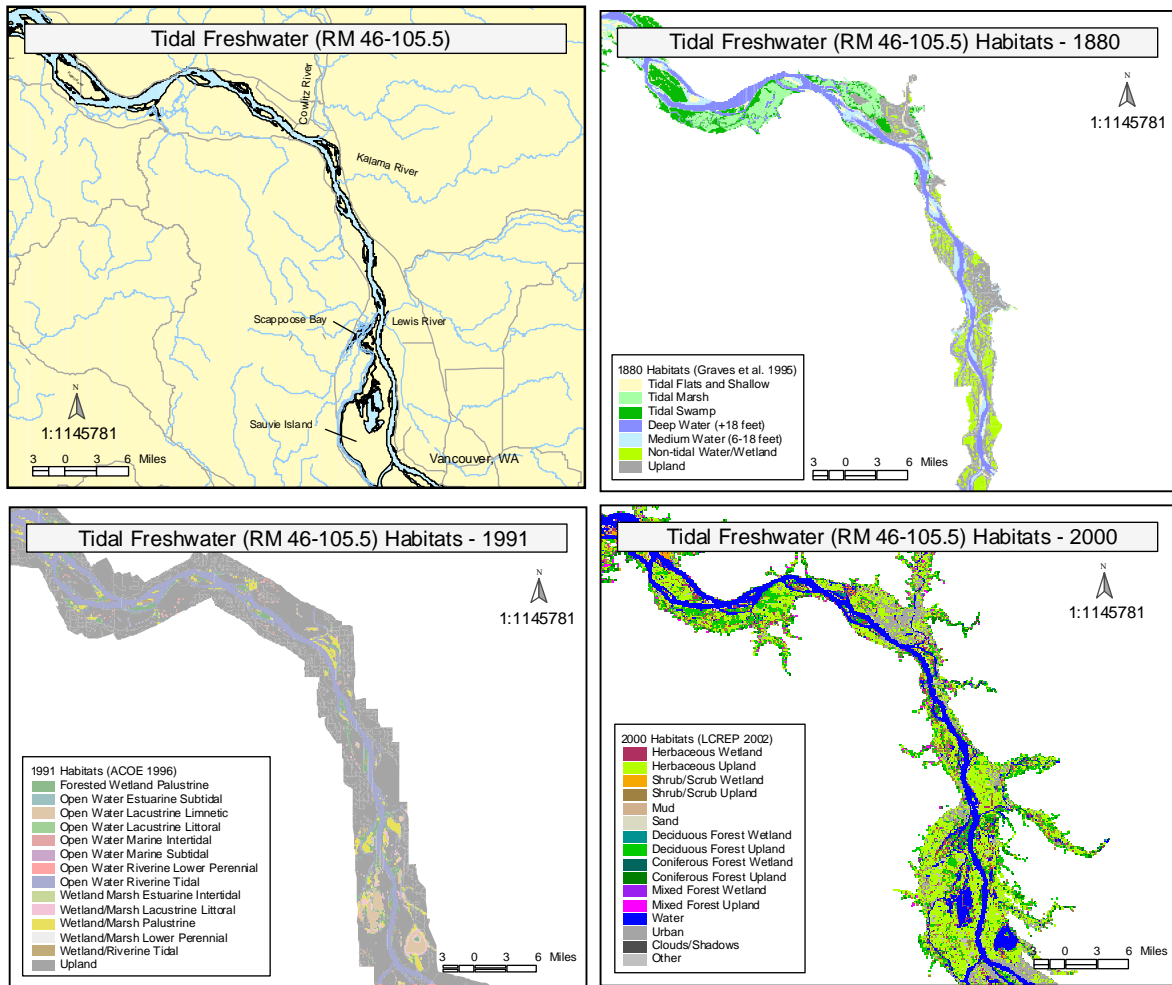 Tidal Freshwater (RM 46-105.5)
Cowlitz River
Kalama River
Scappoose Bay
Lewis River
Sauvie Island
Vancouver, WA
N
1:1145781
3 0 3 6 Miles
Tidal Freshwater (RM 46-105.5) Habitats - 1880
N
1:1145781
1880 Habitats (Graves et al. 1995)
Tidal Flats and Shallow
Tidal Marsh
Tidal Swamp
Deep Water (+18 feet)
Medium Water (6-18 feet)
Non-tidal Water/Wetland
Upland
3 0 3 6 Miles
Tidal Freshwater (RM 46-105.5) Habitats - 1991
N
1:1145781
1991 Habitats (ACOE 1996)
Forested Wetland Palustrine
Open Water Estuarine Subtidal
Open Water Lacustrine Limnetic
Open Water Lacustrine Littoral
Open Water Marine Intertidal
Open Water Marine Subtidal
Open Water Riverine Lower Perennial
Open Water Riverine Tidal
Wetland Marsh Estuarine Intertidal
Wetland/Marsh Lacustrine Littoral
Wetland/Marsh Palustrine
Wetland/Marsh Lower Perennial
Wetland/Riverine Tidal
Upland
3 0 3 6 Miles
Tidal Freshwater (RM 46-105.5) Habitats - 2000
N
1:1145781
2000 Habitats (LCREP 2002)
Herbaceous Wetland
Herbaceous Upland
Shrub/Scrub Wetland
Shrub/Scrub Upland
Mud
Sand
Deciduous Forest Wetland
Deciduous Forest Upland
Coniferous Forest Wetland
Coniferous Forest Upland
Mixed Forest Wetland
Mixed Forest Upland
Water
Urban
Clouds/Shadows
Other
3 0 3 6 Miles